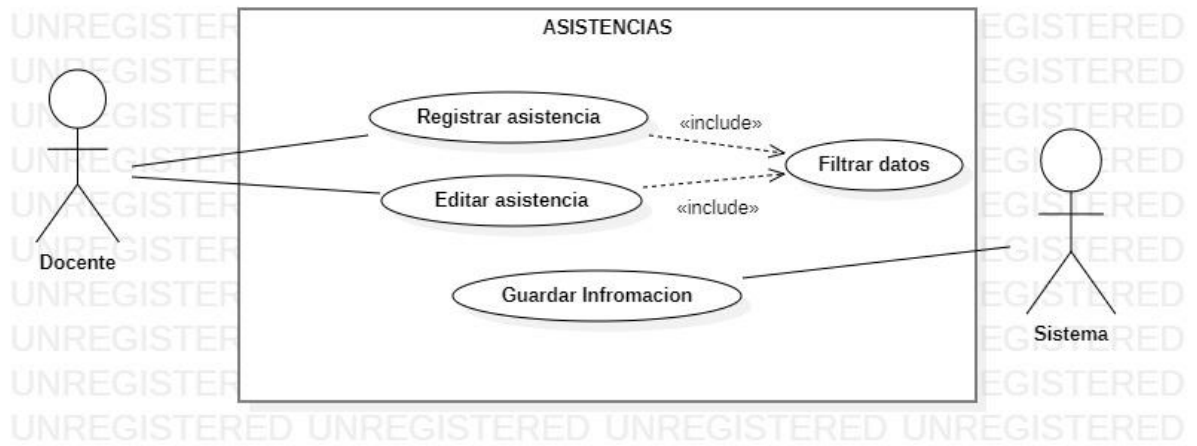 ASISTENCIAS
Registrar asistencia
«include»
Filtrar datos
Editar asistencia
«include»
Docente
Guardar Infromacion
Sistema
UNREGISTERED UNREGISTERED UNREGISTERED UNREGISTERED